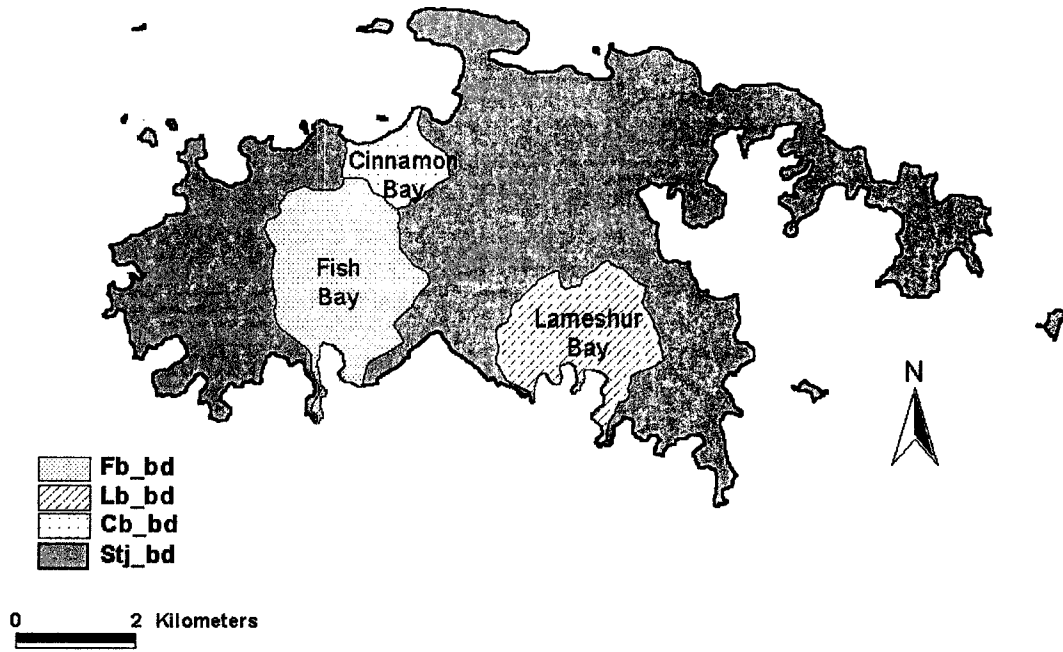 Cinnamon
Bay
Fish
Bay
Lameshur
Bay
N
Fb_bd
Lb_bd
Cb_bd
Stj_bd
0 2 Kilometers